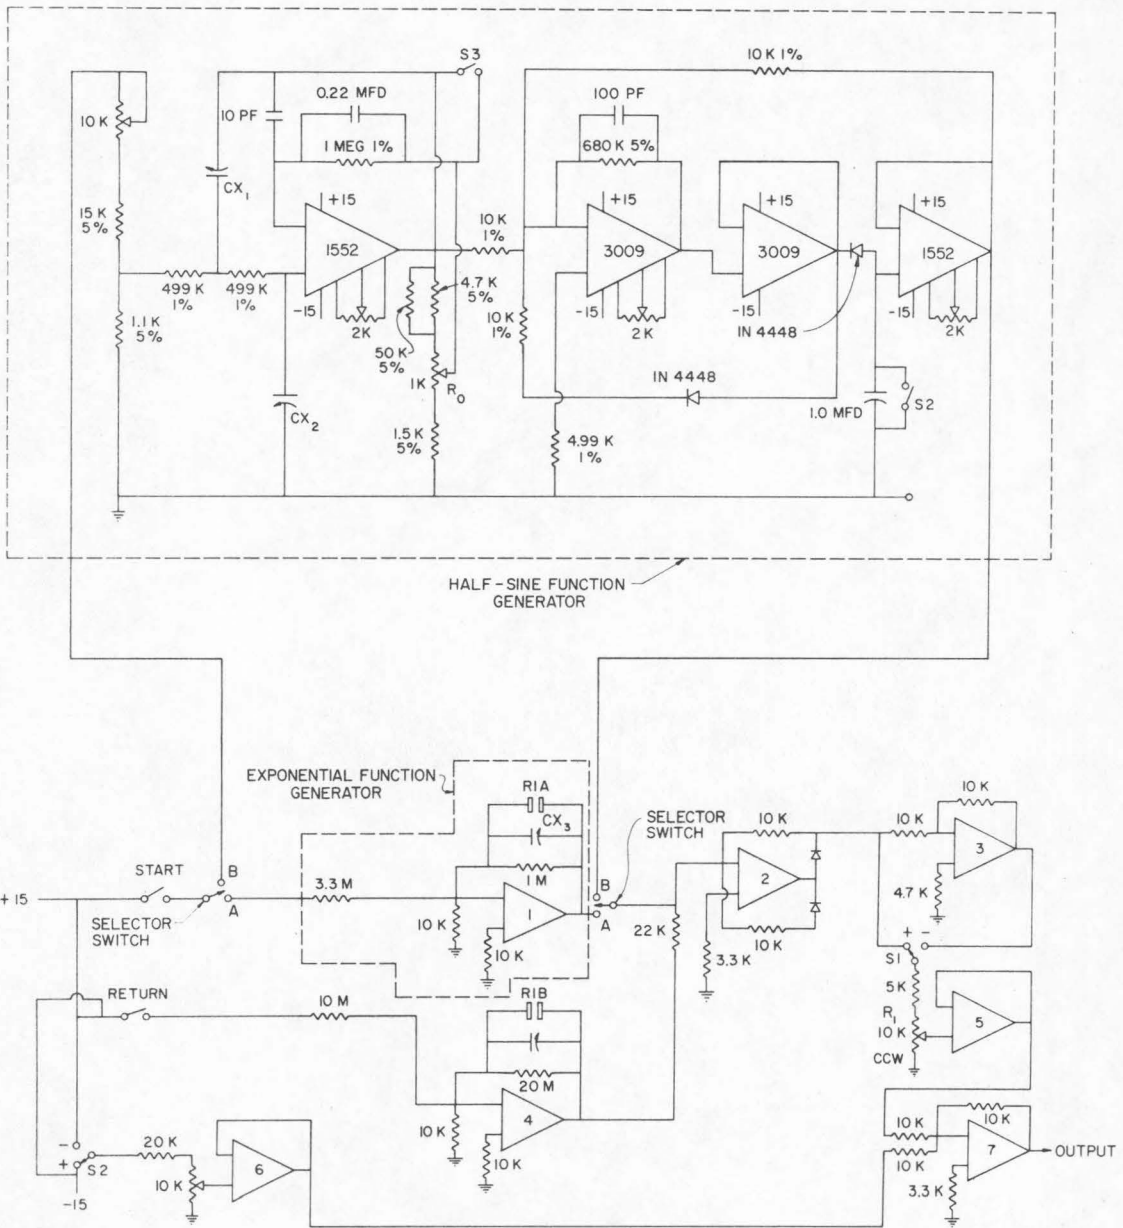 S3
10 K 1%
10 K
10 PF
0.22 MFD
1 MEG 1%
100 PF
680 K 5%
CX1
15 K
5%
+15
1552
-15
2K
10 K
1%
+15
3009
-15
2K
+15
3009
-15
+15
1552
-15
2K
499 K
1%
499 K
1%
4.7 K
5%
50 K
5%
1K
RO
10 K
1%
IN 4448
IN 4448
1.1 K
5%
CX2
1.5 K
5%
4.99 K
1%
1.0 MFD
S2
HALF-SINE FUNCTION
GENERATOR
EXPONENTIAL FUNCTION
GENERATOR
R1A
CX3
SELECTOR
SWITCH
+15
START
B
A
SELECTOR
SWITCH
3.3 M
1 M
1
10 K
10 K
B
A
22 K
10 K
2
10 K
3.3 K
10 K
10 K
3
4.7 K
+ -
S1
5 K
R1
10 K
CCW
5
RETURN
10 M
R1B
20 M
4
10 K
10 K
-
+
S2
-15
20 K
10 K
6
10 K
10 K
10 K
7
3.3 K
OUTPUT